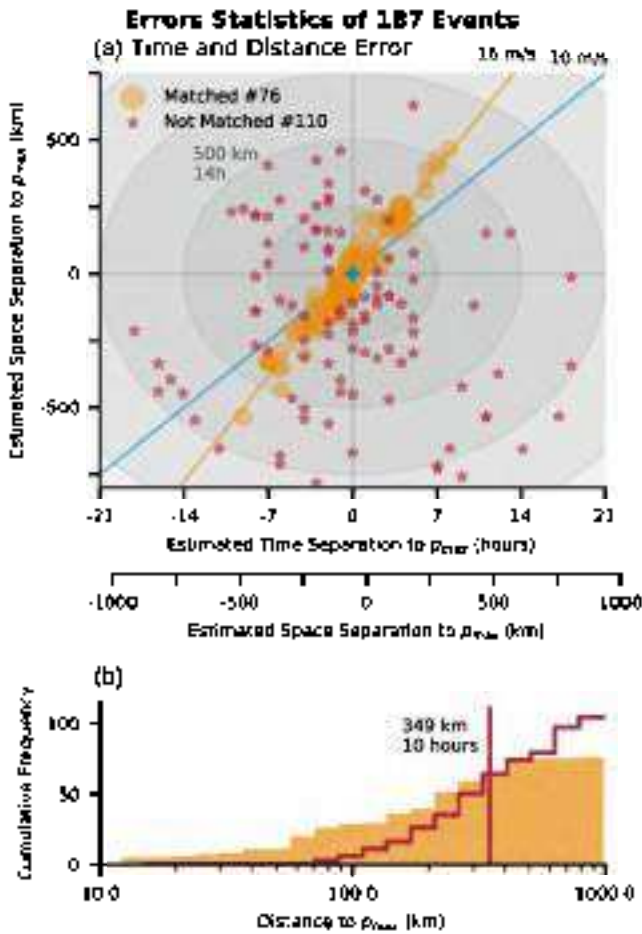 Errors Statistics of 187 Events
(a) Time and Distance Error
16 m/s 10 m/s
Matched #76
Not Matched #110
500 km
14h
Estimated Space Separation to p (km)
500
0
-500
-21 -14 -7 0 7 14 21
Estimated Time Separation to p (hours)
-1000 -500 0 500 1000
Estimated Space Separation to p (km)
(b)
Cumulative Frequency
100
50
0
349 km
10 hours
10.0 100.0 1000.0
Distance to p (km)